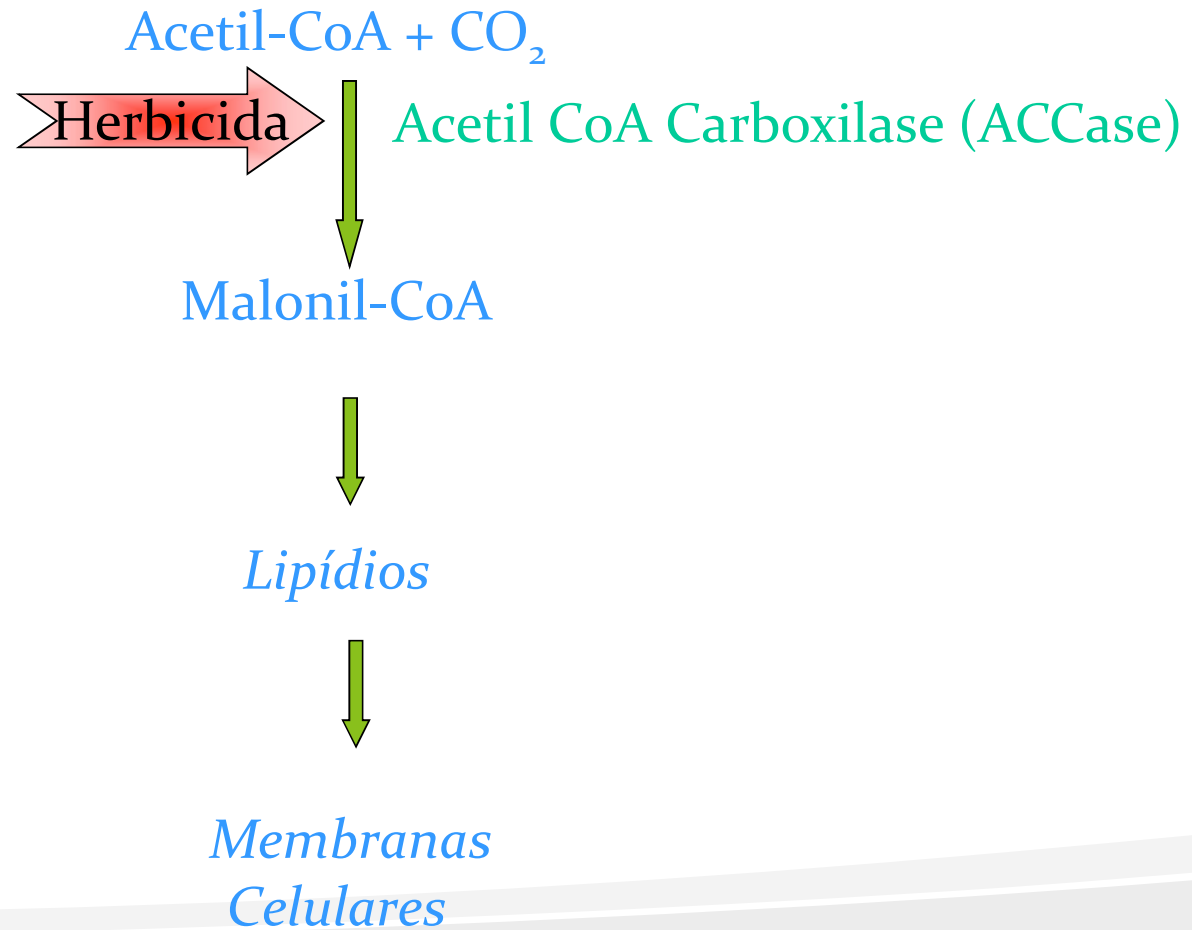 Acetil-CoA + CO₂
Herbicida
Acetil CoA Carboxilase (ACCase)
Malonil-CoA
Lipídios
Membranas
Celulares